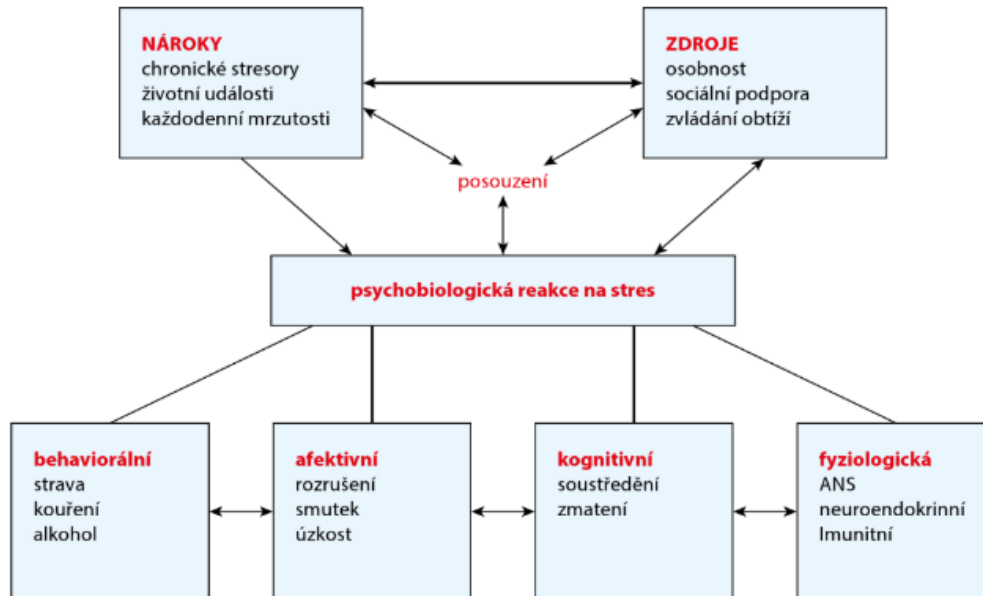 NÁROKY
chronické stresory
životní události
každodenní mrzutosti
ZDROJE
osobnost
sociální podpora
zvládání obtíží
posouzení
psychobiologická reakce na stres
behaviorální
strava
kouření
alkohol
afektivní
rozrušení
smutek
úzkost
kognitivní
soustředění
zmatení
fyziologická
ANS
neuroendokrinní
Imunitní